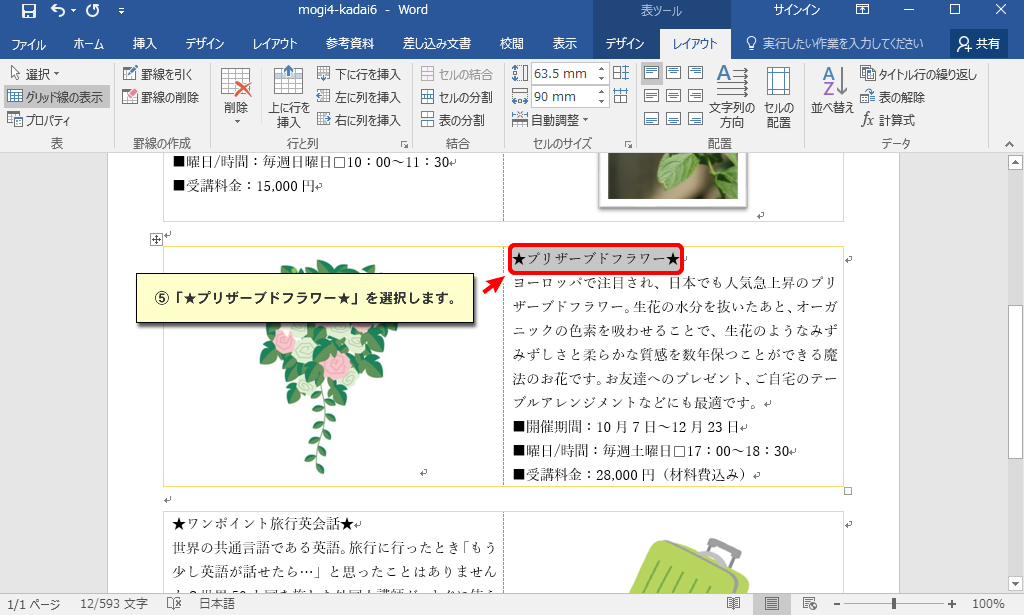 mogi4-kadai6 - Word
表ツール
サインイン
ファイル
ホーム
挿入
デザイン
レイアウト
参考資料
差し込み文書
校閲
表示
デザイン
レイアウト
実行したい作業を入力してください
共有
選択
グリッド線の表示
プロパティ
表
罫線を引く
罫線の削除
罫線の作成
削除
上に行を
挿入
下に行を挿入
左に列を挿入
右に列を挿入
行と列
セルの結合
セルの分割
表の分割
結合
63.5 mm
90 mm
自動調整
セルのサイズ
文字列の
方向
セルの
配置
配置
並べ替え
タイトル行の繰り返し
表の解除
計算式
データ
■曜日/時間：毎週日曜日□10：00～11：30
■受講料金：15,000 円
⑤「★プリザーブドフラワー★」を選択します。
★プリザーブドフラワー★
ヨーロッパで注目され、日本でも人気急上昇のプリ
ザーブドフラワー。生花の水分を抜いたあと、オーガ
ニックの色素を吸わせることで、生花のようなみず
みずしさと柔らかな質感を数年保つことができる魔
法のお花です。お友達へのプレゼント、ご自宅のテー
ブルアレンジメントなどにも最適です。
■開催期間：10 月 7 日～12 月 23 日
■曜日/時間：毎週土曜日□17：00～18：30
■受講料金：28,000 円（材料費込み）
★ワンポイント旅行英会話★
世界の共通言語である英語。旅行に行ったとき「もう
少し英語が話せたら…」と思ったことはありません
1/1 ページ
12/593 文字
日本語
100%